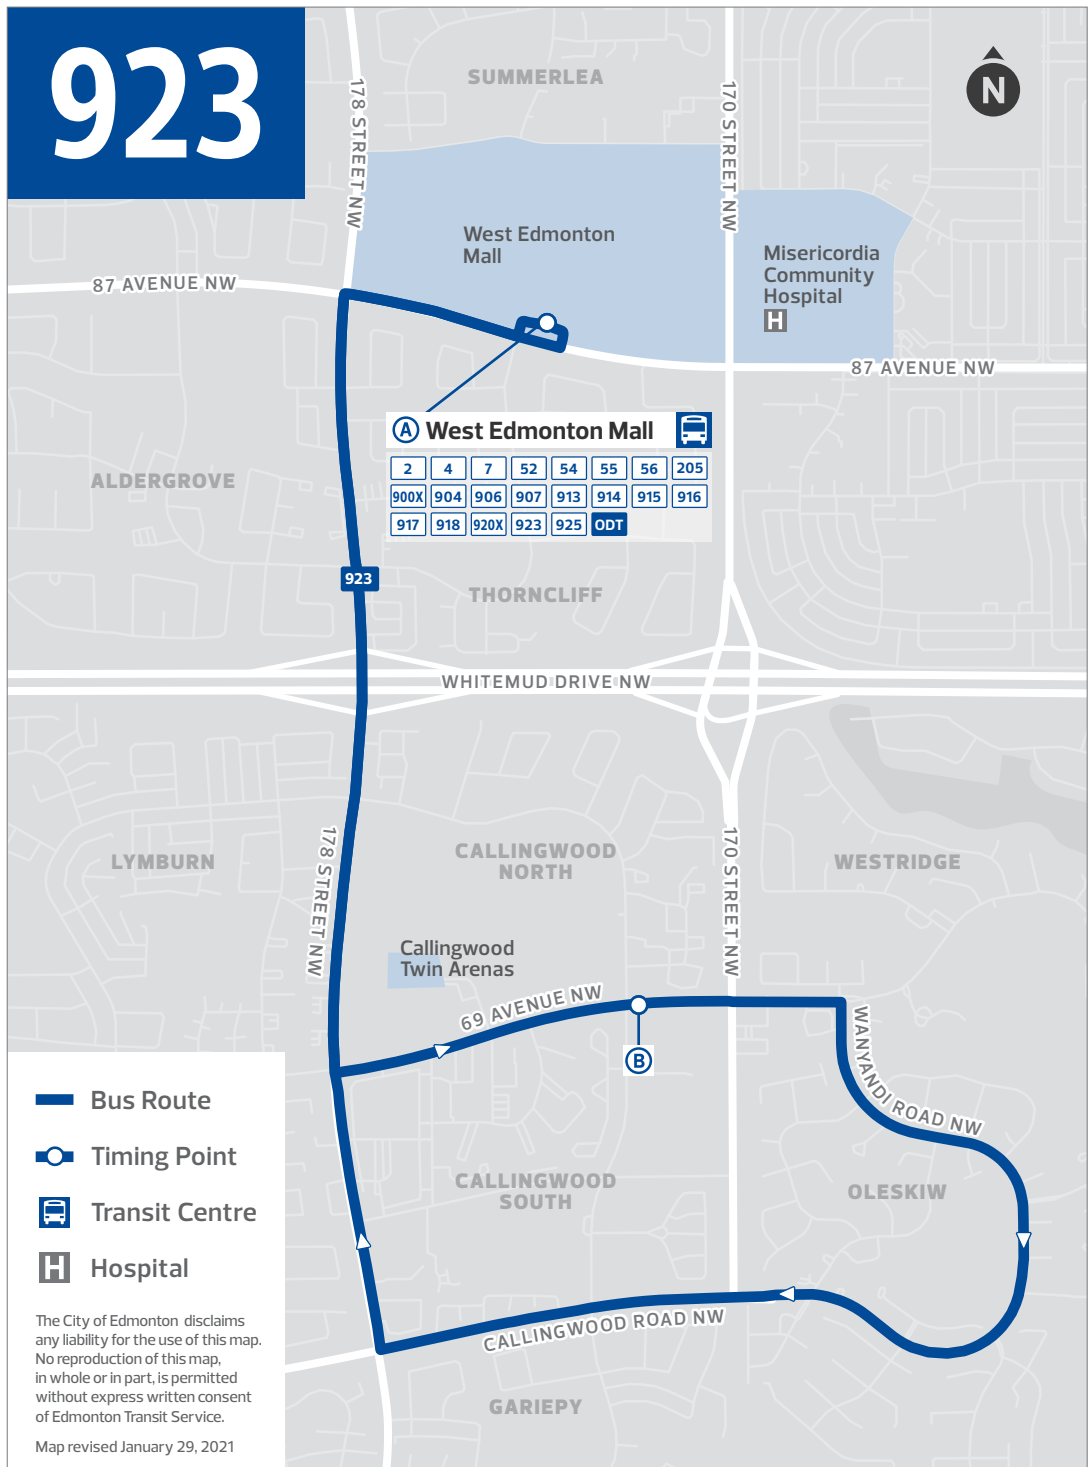 923
SUMMERLEA
N
178 STREET NW
170 STREET NW
West Edmonton
Mall
Misericordia
Community
Hospital
H
87 AVENUE NW
87 AVENUE NW
A West Edmonton Mall
2 4 7 52 54 55 56 205
900X 904 906 907 913 914 915 916
917 918 920X 923 925 ODT
ALDERGROVE
923
THORNCLIFF
WHITEMUD DRIVE NW
178 STREET NW
170 STREET NW
LYMBURN
CALLINGWOOD
NORTH
WESTRIDGE
Callingwood
Twin Arenas
69 AVENUE NW
B
WANYANDI ROAD NW
CALLINGWOOD
SOUTH
OLESKIW
CALLINGWOOD ROAD NW
GARIEPY
Bus Route
Timing Point
Transit Centre
H Hospital
The City of Edmonton disclaims
any liability for the use of this map.
No reproduction of this map,
in whole or in part, is permitted
without express written consent
of Edmonton Transit Service.
Map revised January 29, 2021